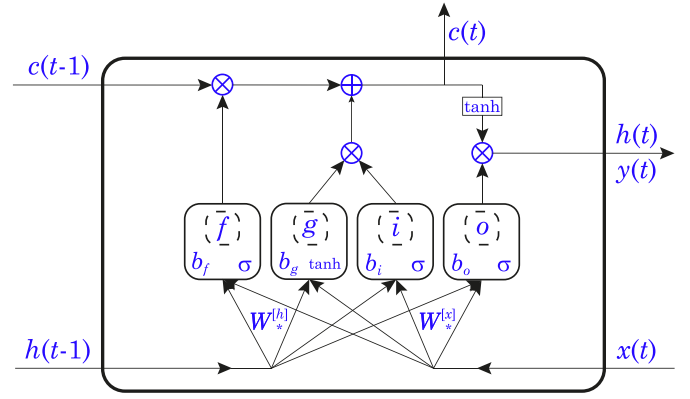 c(t)
c(t-1)
tanh
h(t)
y(t)
f g i o
b_f σ b_g tanh b_i σ b_o σ
W_*^{[h]} W_*^{[x]}
h(t-1) x(t)